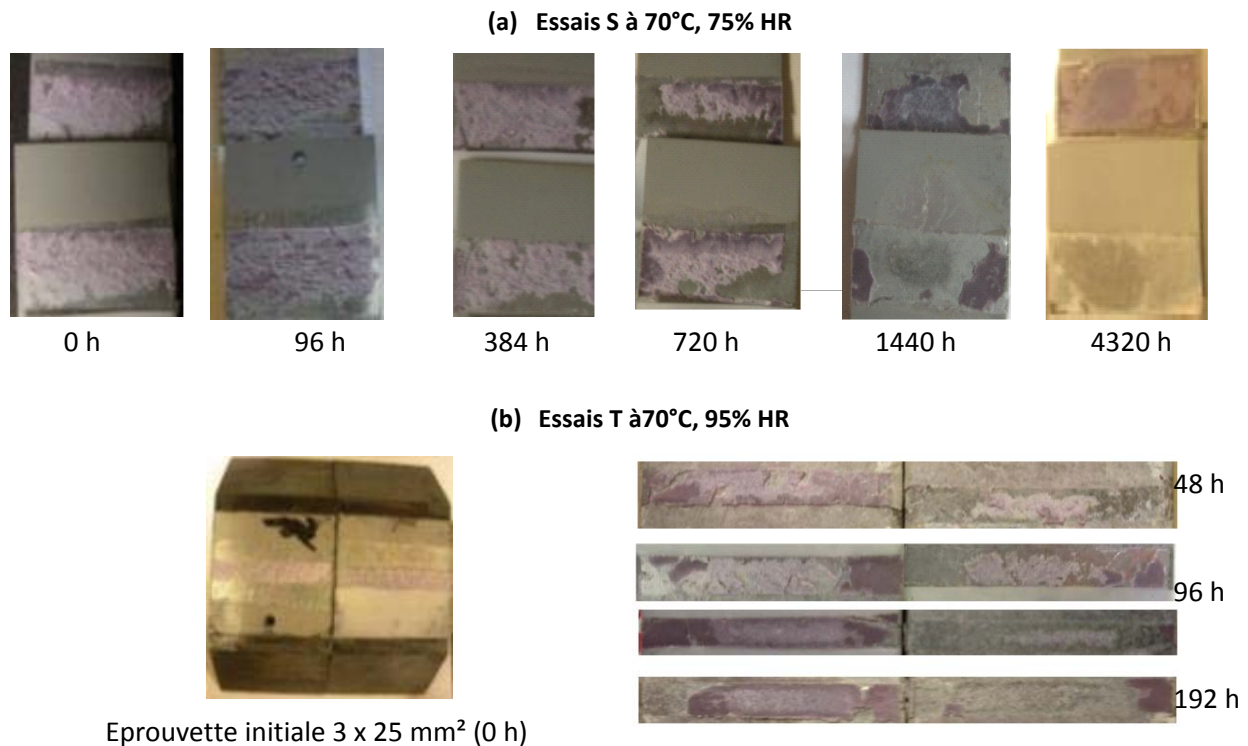 (a) Essais S à 70°C, 75% HR
0 h 96 h 384 h 720 h 1440 h 4320 h
(b) Essais T à70°C, 95% HR
48 h
96 h
192 h
Eprouvette initiale 3 x 25 mm² (0 h)